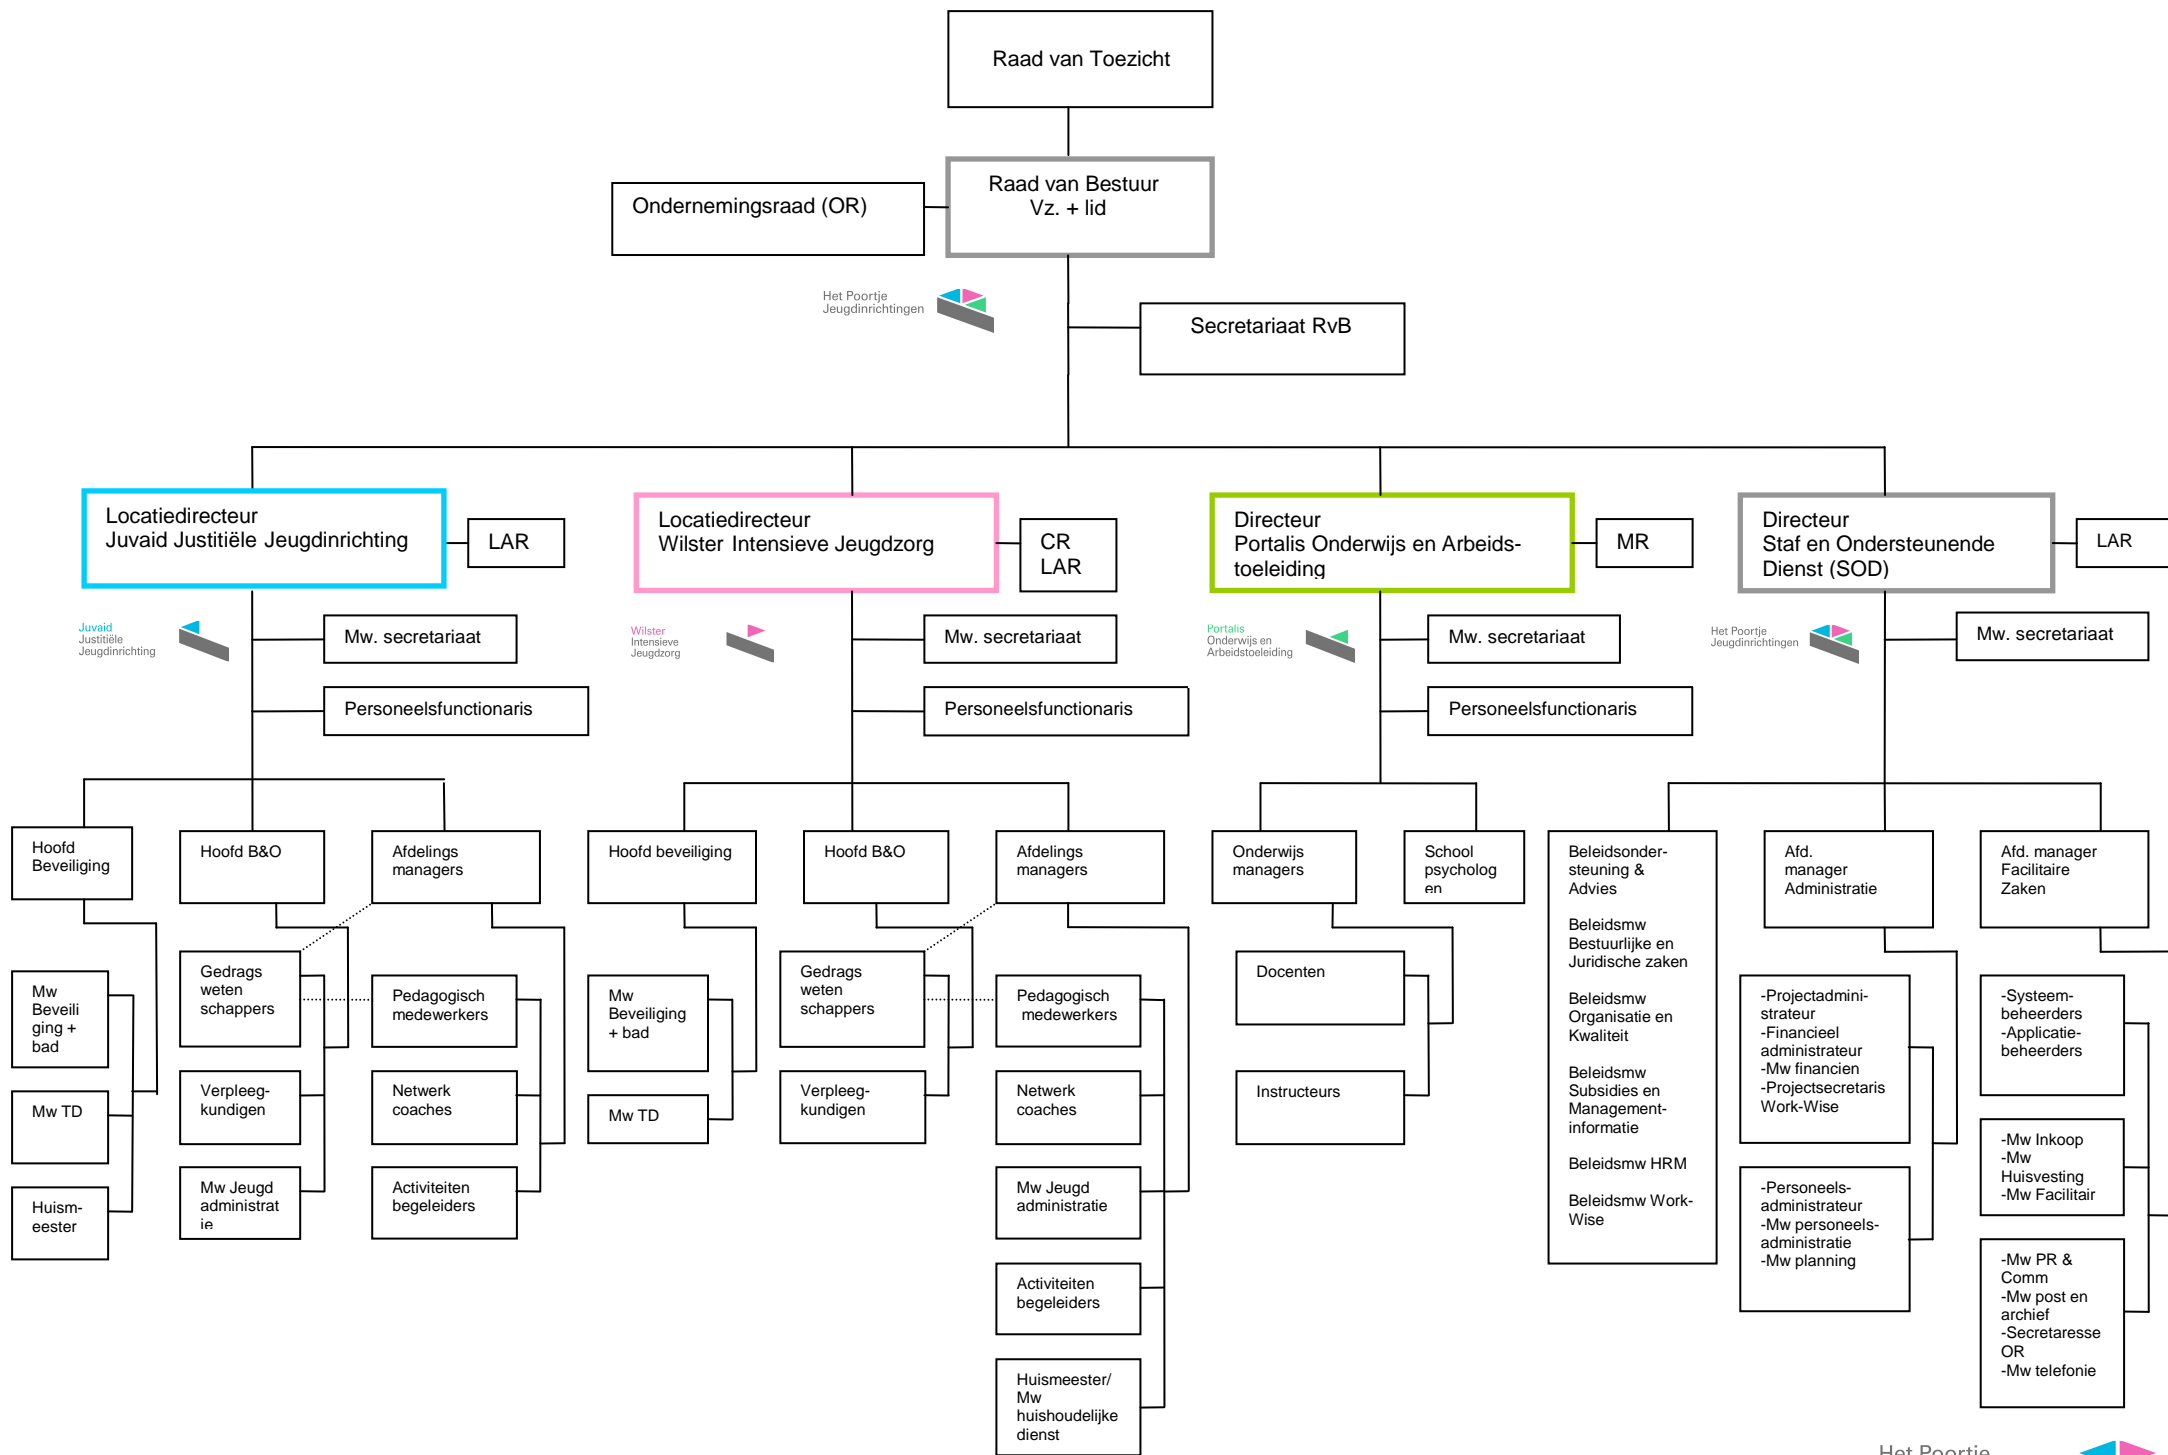 Raad van Toezicht
Raad van Bestuur
Vz. + lid
Ondernemingsraad (OR)
Het Poortje
Jeugdinrichtingen
Secretariaat RvB
Locatiedirecteur
Juvaid Justitiële Jeugdinrichting
LAR
Locatiedirecteur
Wilster Intensieve Jeugdzorg
CR
LAR
Directeur
Portalis Onderwijs en Arbeids-
toeleiding
MR
Directeur
Staf en Ondersteunende
Dienst (SOD)
LAR
Juvaid
Justitiële
Jeugdinrichting
Mw. secretariaat
Personeelsfunctionaris
Wilster
Intensieve
Jeugdzorg
Mw. secretariaat
Personeelsfunctionaris
Portalis
Onderwijs en
Arbeidstoeleiding
Mw. secretariaat
Personeelsfunctionaris
Het Poortje
Jeugdinrichtingen
Mw. secretariaat
Hoofd
Beveiliging
Hoofd B&O
Afdelings
managers
Hoofd beveiliging
Hoofd B&O
Afdelings
managers
Onderwijs
managers
School
psycholog
en
Beleidsonder-
steuning &
Advies
Beleidsmw
Bestuurlijke en
Juridische zaken
Beleidsmw
Organisatie en
Kwaliteit
Beleidsmw
Subsidies en
Management-
informatie
Beleidsmw HRM
Beleidsmw Work-
Wise
Afd.
manager
Administratie
Afd. manager
Facilitaire
Zaken
Mw
Beveili
ging +
bad
Mw TD
Huism-
eester
Gedrags
weten
schappers
Verpleeg-
kundigen
Mw Jeugd
administrat
ie
Pedagogisch
medewerkers
Netwerk
coaches
Activiteiten
begeleiders
Mw
Beveiliging
+ bad
Mw TD
Gedrags
weten
schappers
Verpleeg-
kundigen
Pedagogisch
medewerkers
Netwerk
coaches
Mw Jeugd
administratie
Activiteiten
begeleiders
Huismeester/
Mw
huishoudelijke
dienst
Docenten
Instructeurs
-Projectadmini-
strateur
-Financieel
administrateur
-Mw financien
-Projectsecretaris
Work-Wise
-Personeels-
administrateur
-Mw personeels-
administratie
-Mw planning
-Systeem-
beheerders
-Applicatie-
beheerders
-Mw Inkoop
-Mw
Huisvesting
-Mw Facilitair
-Mw PR &
Comm
-Mw post en
archief
-Secretaresse
OR
-Mw telefonie
Het Poortje